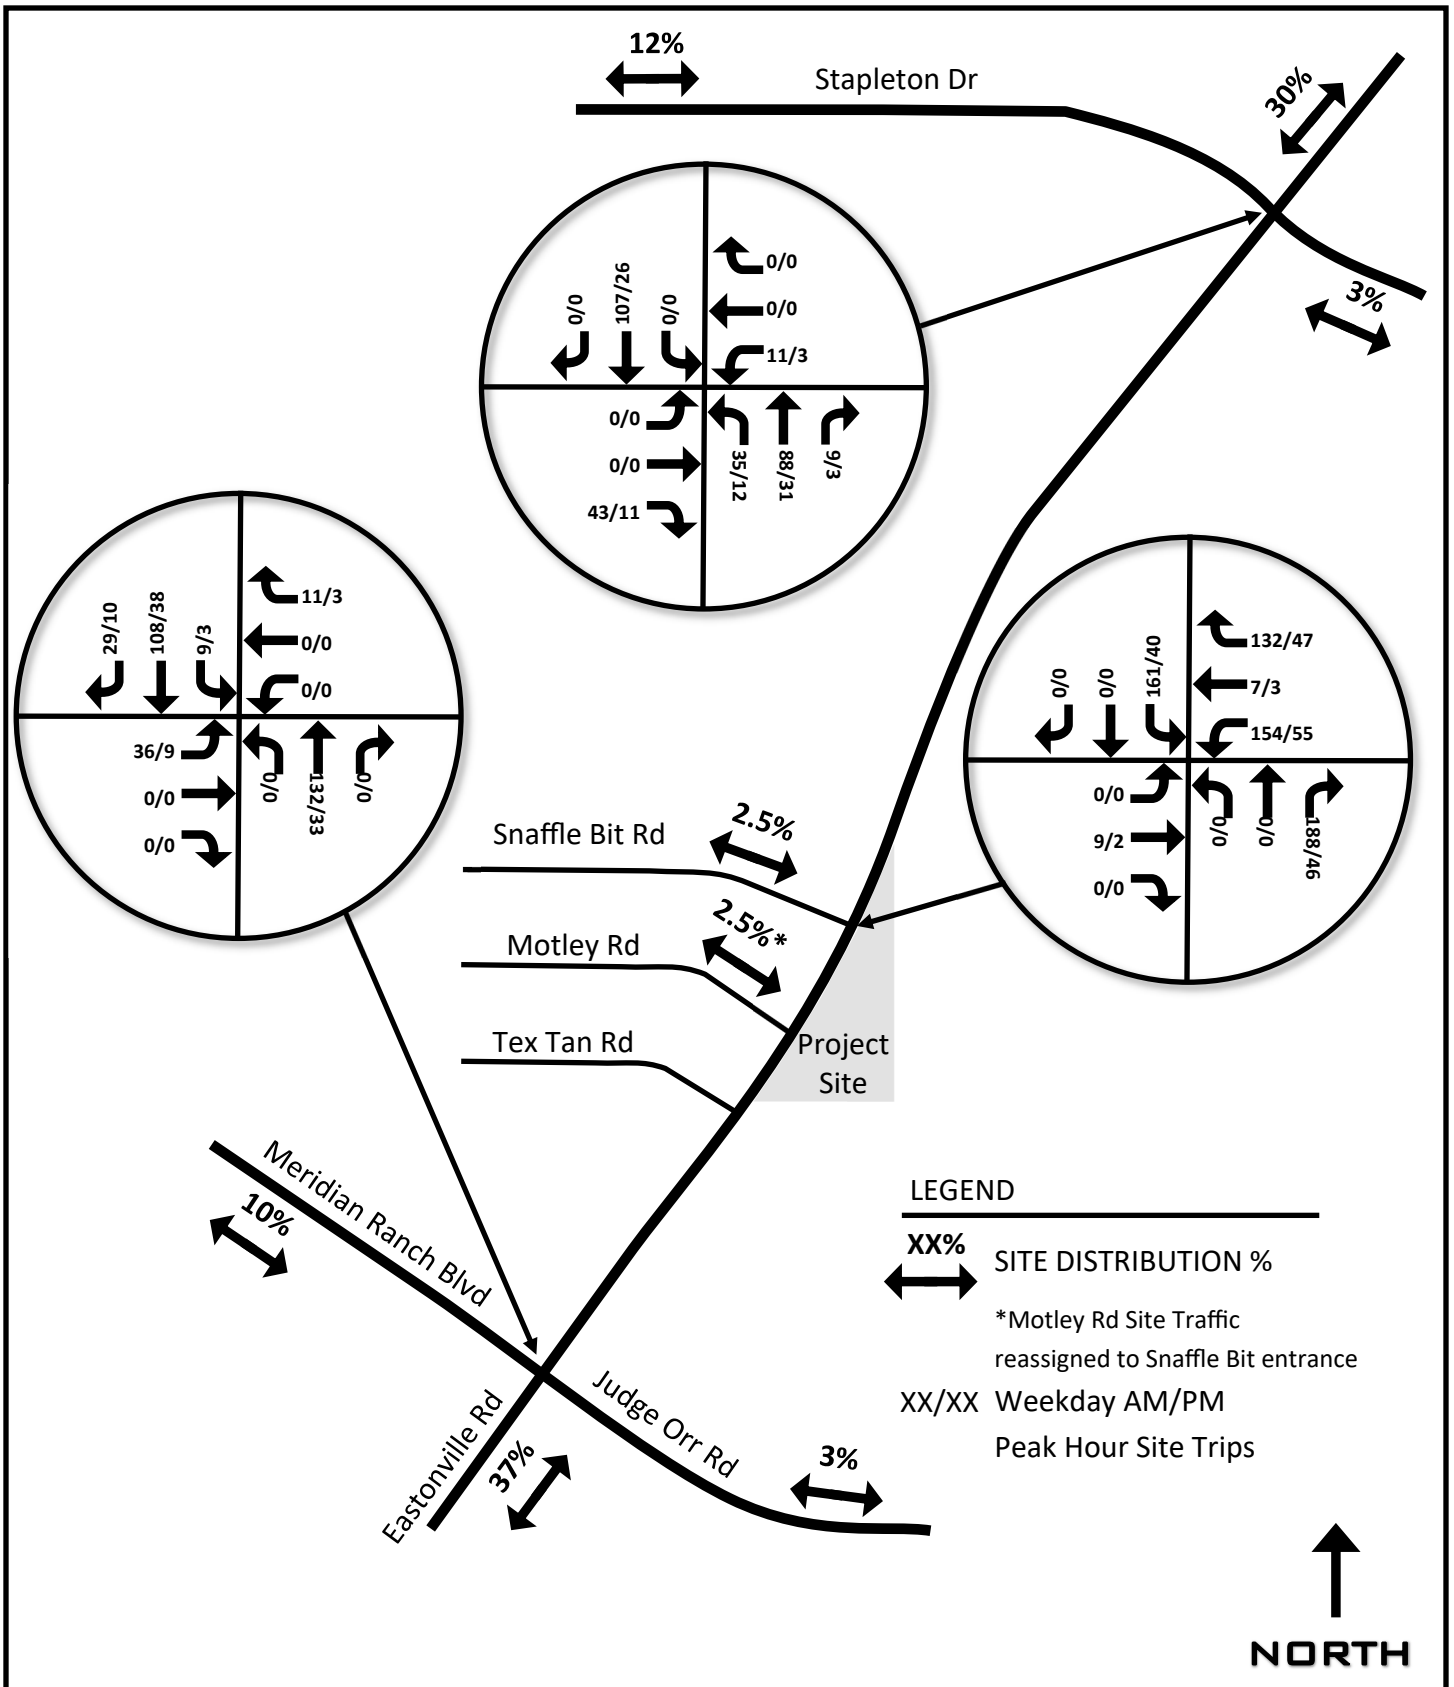 12%
Stapleton Dr
30%
3%
0/0
107/26
0/0
0/0
0/0
11/3
0/0
0/0
43/11
35/12
88/31
9/3
29/10
108/38
9/3
11/3
0/0
0/0
36/9
0/0
0/0
0/0
132/33
0/0
0/0
0/0
161/40
132/47
7/3
154/55
0/0
9/2
0/0
0/0
0/0
188/46
Snaffle Bit Rd
2.5%
Motley Rd
2.5%*
Tex Tan Rd
Project
Site
Meridian Ranch Blvd
10%
Judge Orr Rd
3%
Eastonville Rd
37%
LEGEND
XX%
SITE DISTRIBUTION %
*Motley Rd Site Traffic
reassigned to Snaffle Bit entrance
XX/XX Weekday AM/PM
Peak Hour Site Trips
NORTH